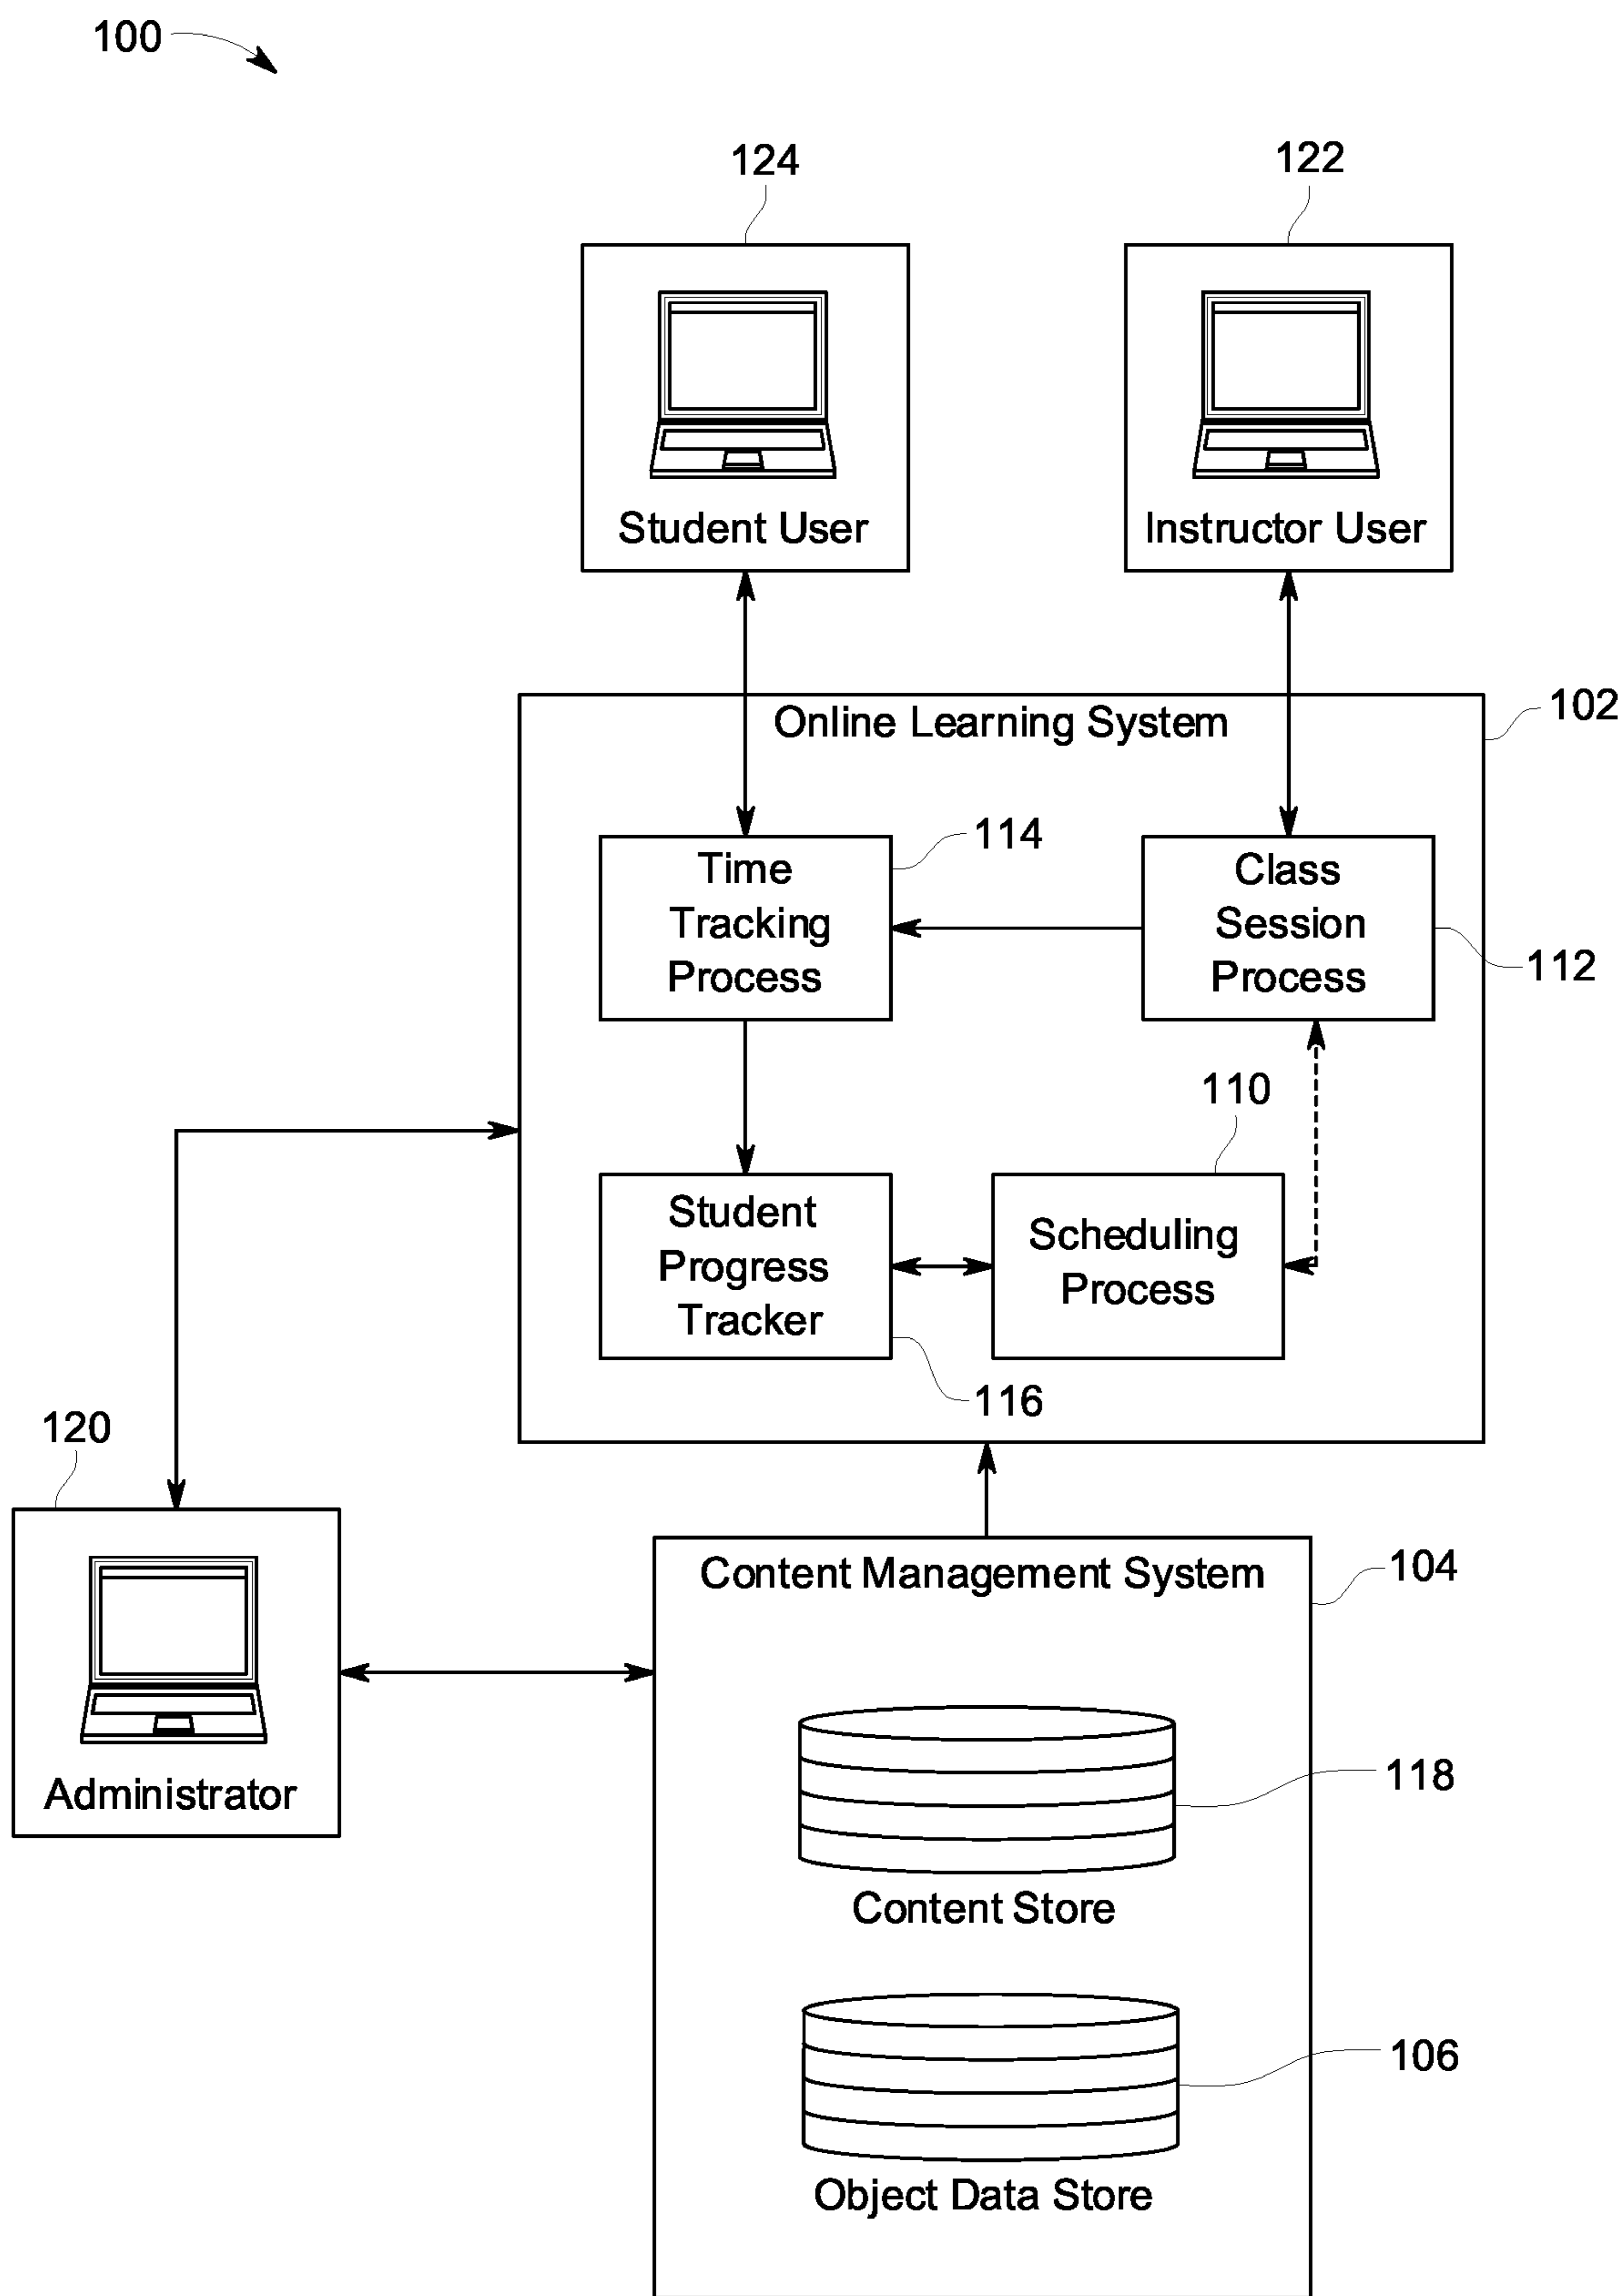 100
124
122
Student User
Instructor User
Online Learning System
102
114
Time
Tracking
Process
Class
Session
Process
112
110
Student
Progress
Tracker
Scheduling
Process
116
120
Administrator
Content Management System
104
118
Content Store
106
Object Data Store